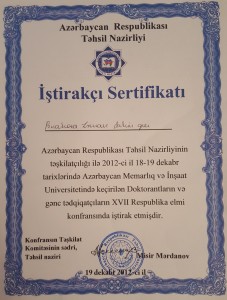 Azərbaycan Respublikası
Təhsil Nazirliyi
İştirakçı Sertifikatı
Azərbaycan Respublikası Təhsil Nazirliyinin
təşkilatçılığı ilə 2012-ci il 18-19 dekabr
tarixlərində Azərbaycan Memarlıq və İnşaat
Universitetində keçirilən Doktorantların və
gənc tədqiqatçıların XVII Respublika elmi
konfransında iştirak etmişdir.
Konfransın Təşkilat
Komitəsinin sədri,
Təhsil naziri
Misir Mərdanov
19 dekabr 2012-ci il